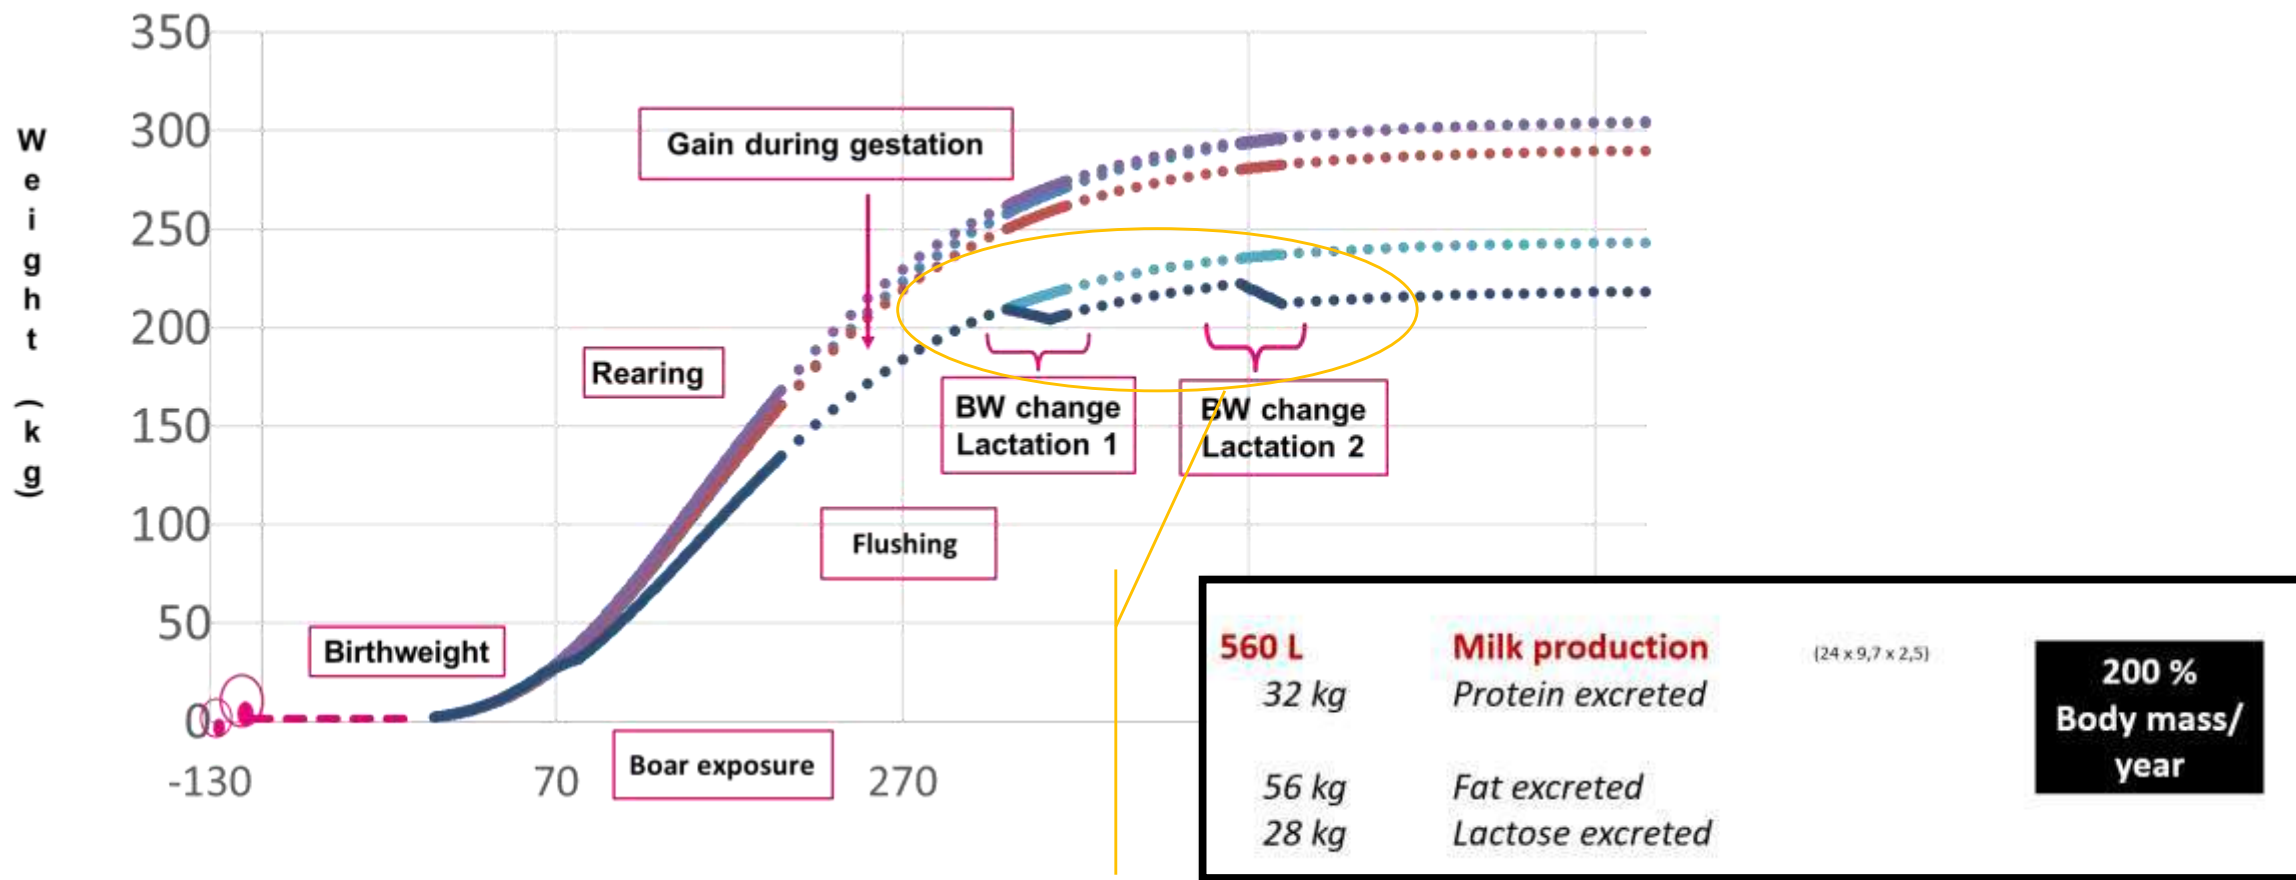 Weight (kg)
350
300
250
200
150
100
50
0
-130
70
270
Gain during gestation
Rearing
BW change
Lactation 1
BW change
Lactation 2
Flushing
Birthweight
Boar exposure
560 L Milk production (24 x 9,7 x 2,5)
32 kg Protein excreted
56 kg Fat excreted
28 kg Lactose excreted
200 %
Body mass/
year